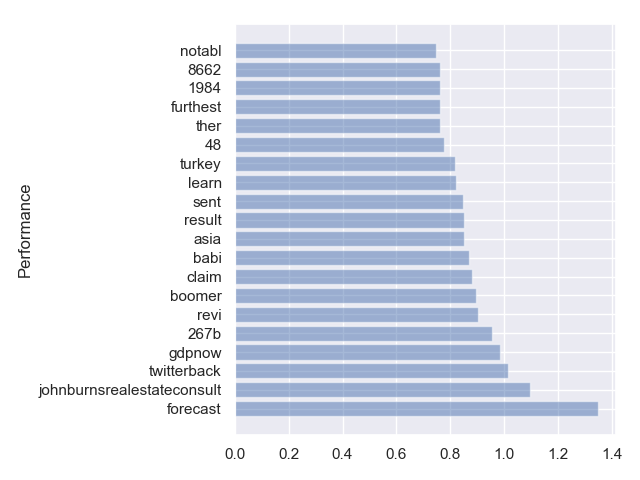 Performance
notabl
8662
1984
furthest
ther
48
turkey
learn
sent
result
asia
babi
claim
boomer
revi
267b
gdpnow
twitterback
johnburnsrealestateconsult
forecast
0.0 0.2 0.4 0.6 0.8 1.0 1.2 1.4